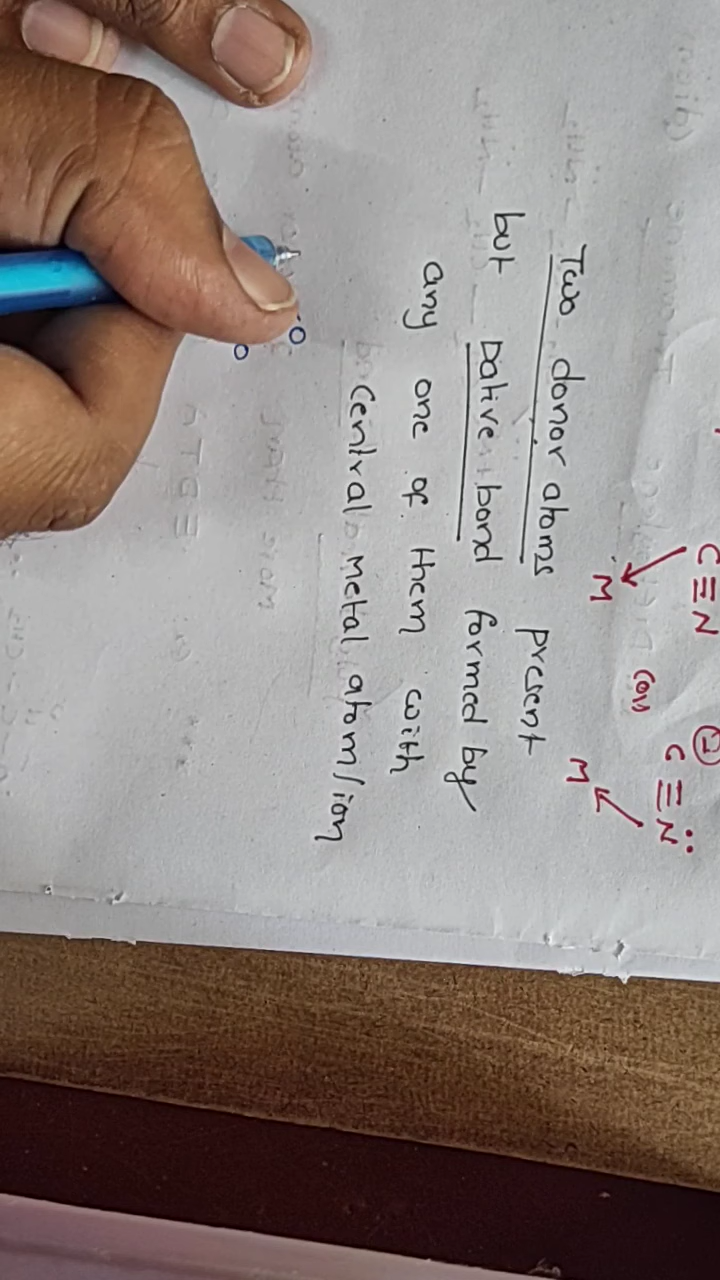 C≡N
M
(or)
C≡N:
M
Two donor atoms present
but Dative bond formed by
any one of them with
Central metal atom/ion
O
O